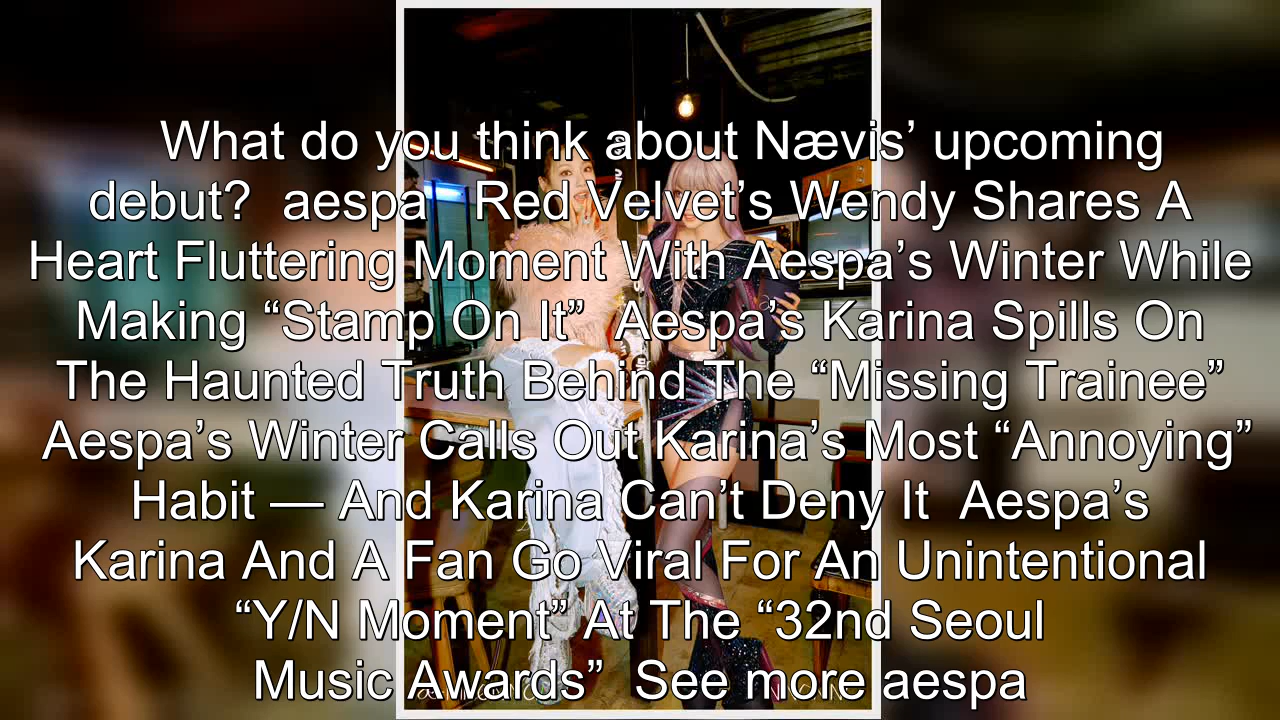 What do you think about Nævis’ upcoming
debut?  aespa   Red Velvet’s Wendy Shares A
Heart Fluttering Moment With Aespa’s Winter While
Making “Stamp On It”  Aespa’s Karina Spills On
The Haunted Truth Behind The “Missing Trainee”
Aespa’s Winter Calls Out Karina’s Most “Annoying”
Habit — And Karina Can’t Deny It  Aespa’s
Karina And A Fan Go Viral For An Unintentional
“Y/N Moment” At The “32nd Seoul
Music Awards”  See more aespa